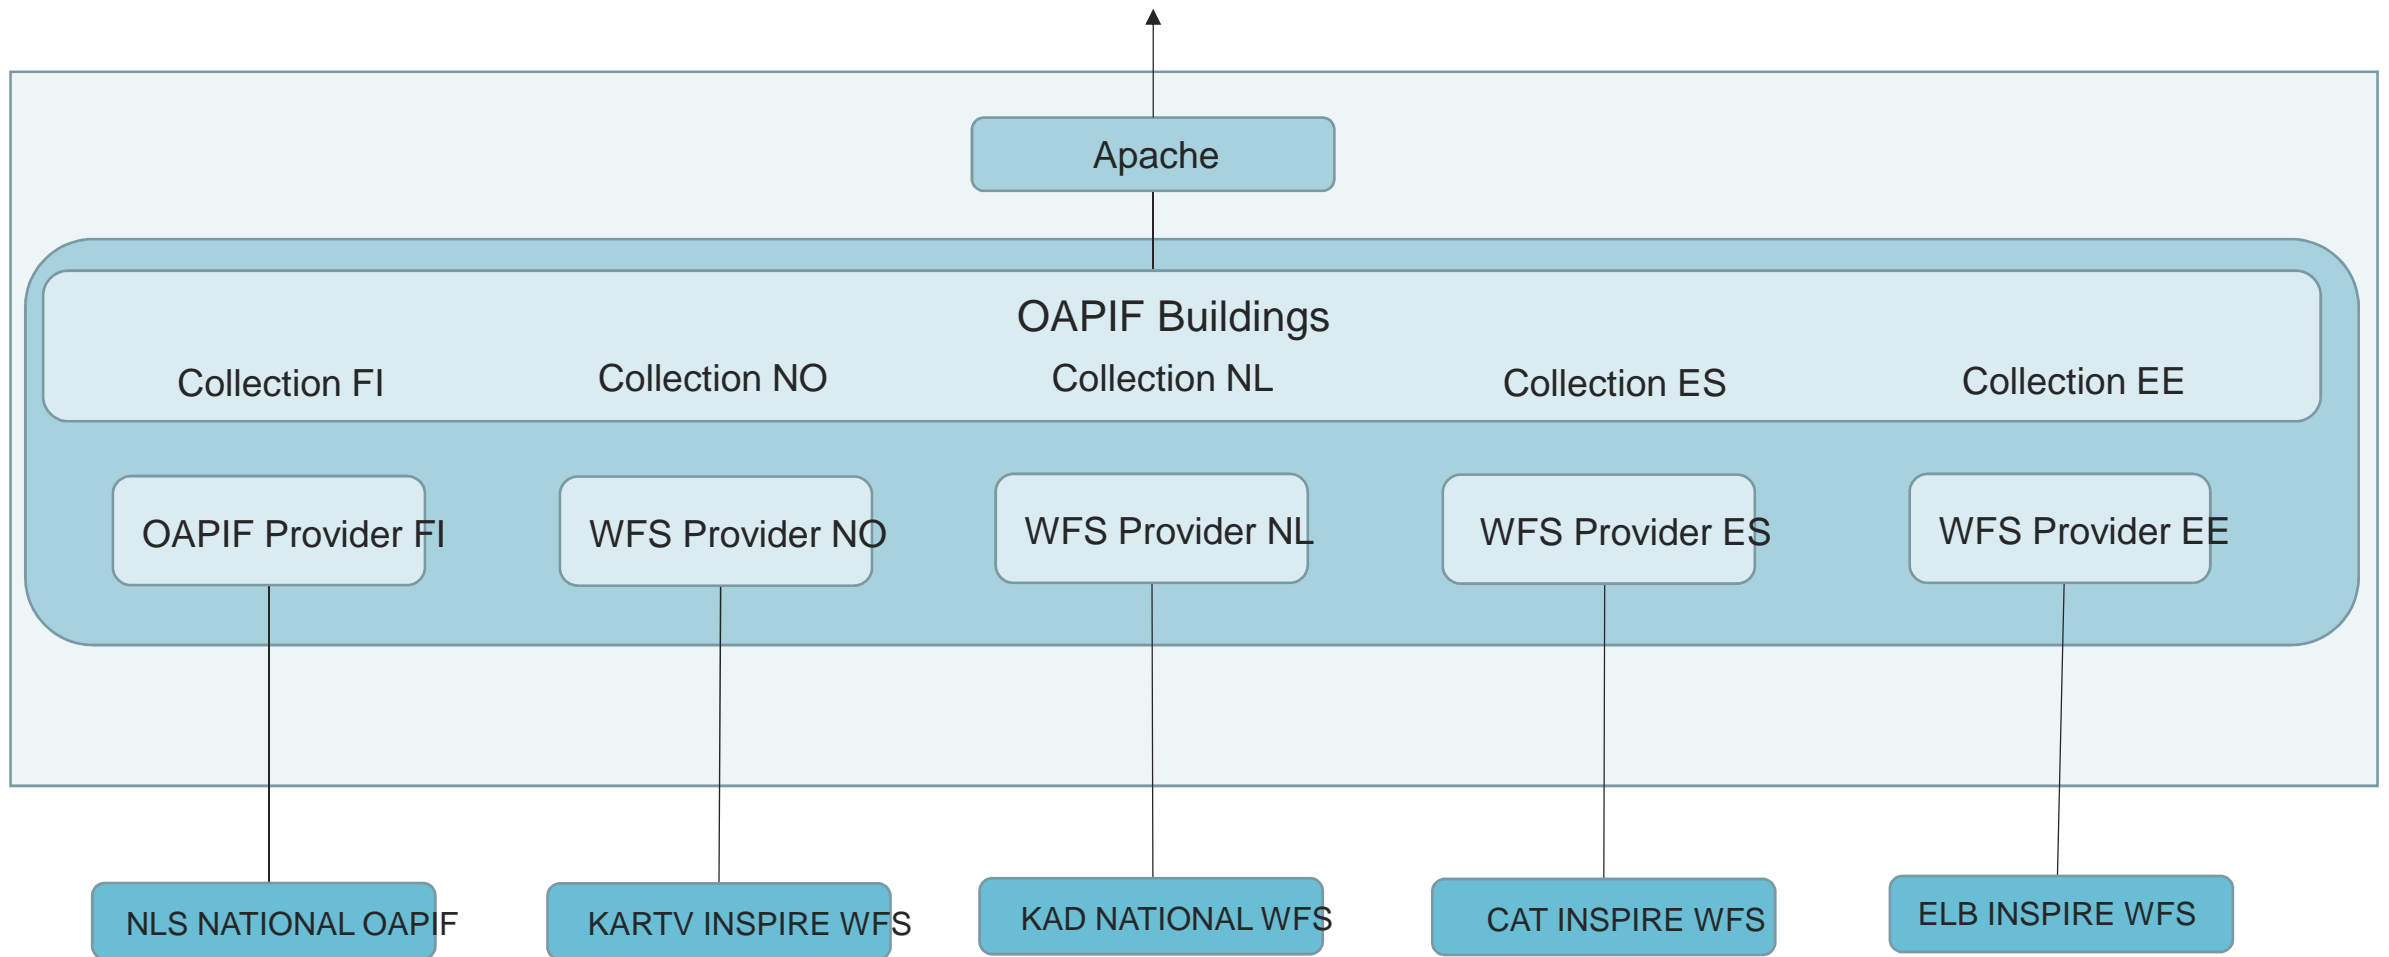 Apache
OAPIF Buildings
Collection FI
Collection NO
Collection NL
Collection ES
Collection EE
OAPIF Provider FI
WFS Provider NO
WFS Provider NL
WFS Provider ES
WFS Provider EE
NLS NATIONAL OAPIF
KARTV INSPIRE WFS
KAD NATIONAL WFS
CAT INSPIRE WFS
ELB INSPIRE WFS